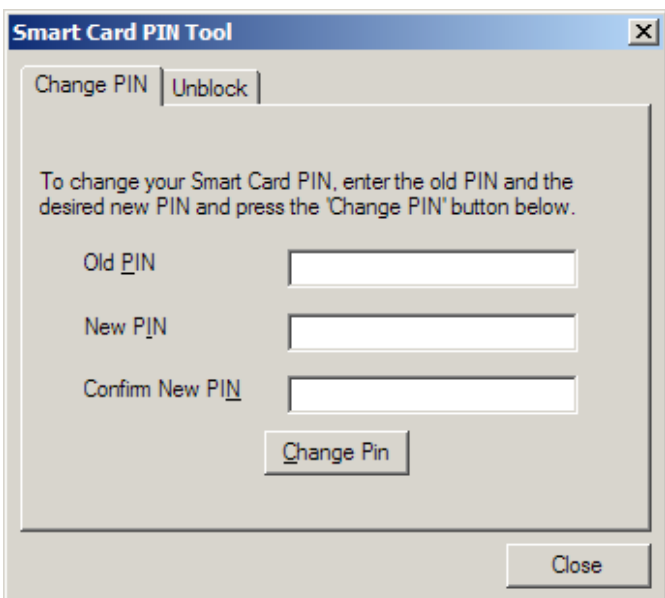 Smart Card PIN Tool
Change PIN
Unblock
To change your Smart Card PIN, enter the old PIN and the
desired new PIN and press the 'Change PIN' button below.
Old PIN
New PIN
Confirm New PIN
Change Pin
Close